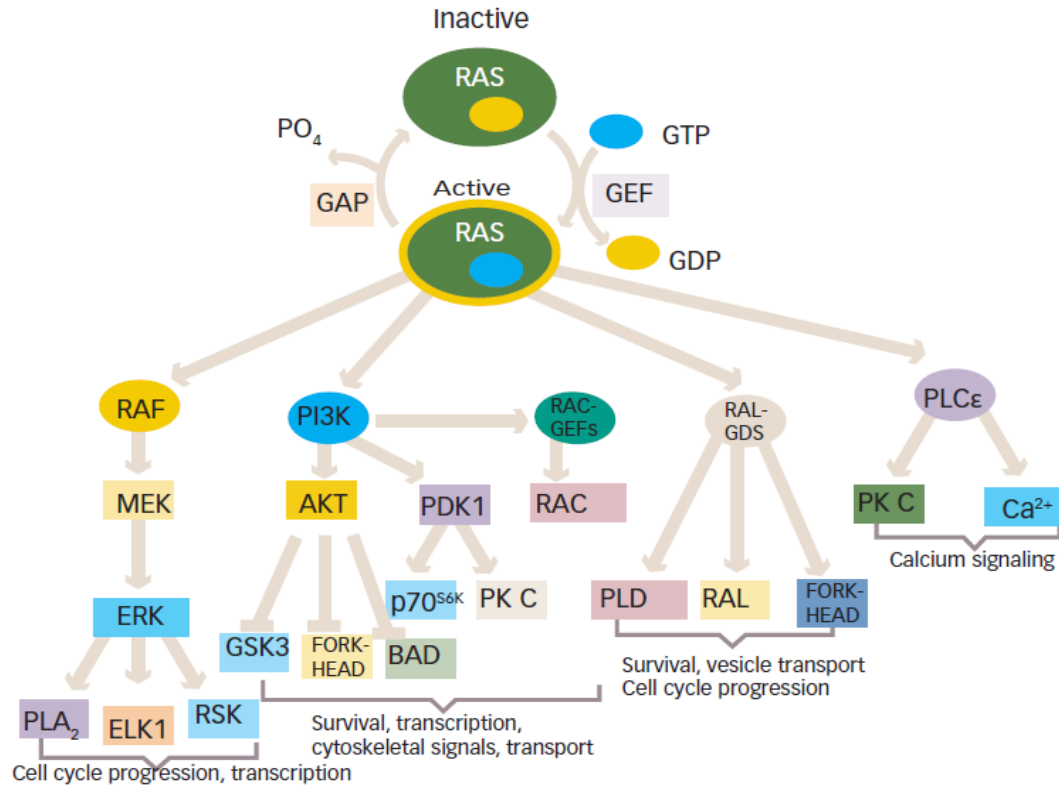 Inactive
RAS
PO₄
GTP
GAP
Active
GEF
RAS
GDP
RAF
PI3K
RAC-
GEFs
RAL-
GDS
PLCε
MEK
AKT
PDK1
RAC
PK C
Ca²⁺
Calcium signaling
ERK
p70ˢ⁶ᴷ
PK C
PLD
RAL
FORK-
HEAD
GSK3
FORK-
HEAD
BAD
Survival, vesicle transport
Cell cycle progression
PLA₂
ELK1
RSK
Survival, transcription,
cytoskeletal signals, transport
Cell cycle progression, transcription